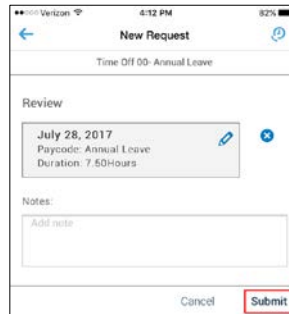 Verizon 4:12 PM 82%
New Request
Time Off 00- Annual Leave
Review
July 28, 2017
Paycode: Annual Leave
Duration: 7.50Hours
Notes:
Add note
Cancel Submit